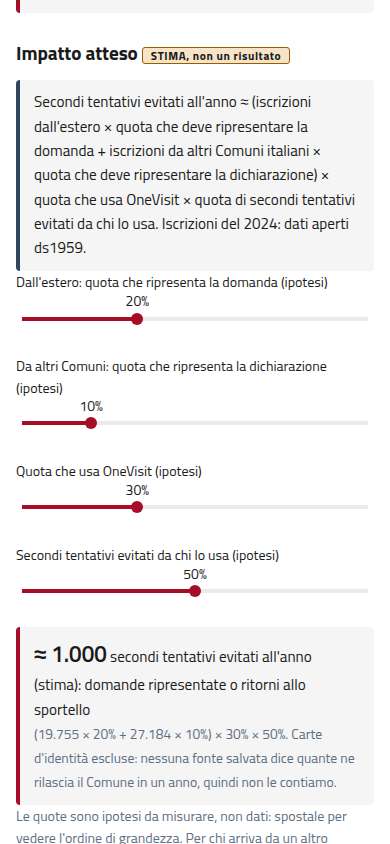 Impatto atteso STIMA, non un risultato
Secondi tentativi evitati all'anno ≈ (iscrizioni
dall'estero × quota che deve ripresentare la
domanda + iscrizioni da altri Comuni italiani ×
quota che deve ripresentare la dichiarazione) ×
quota che usa OneVisit × quota di secondi tentativi
evitati da chi lo usa. Iscrizioni del 2024: dati aperti
ds1959.
Dall'estero: quota che ripresenta la domanda (ipotesi)
20%
Da altri Comuni: quota che ripresenta la dichiarazione
(ipotesi)
10%
Quota che usa OneVisit (ipotesi)
30%
Secondi tentativi evitati da chi lo usa (ipotesi)
50%
≈ 1.000 secondi tentativi evitati all'anno
(stima): domande ripresentate o ritorni allo
sportello
(19.755 × 20% + 27.184 × 10%) × 30% × 50%. Carte
d'identità escluse: nessuna fonte salvata dice quante ne
rilascia il Comune in un anno, quindi non le contiamo.
Le quote sono ipotesi da misurare, non dati: spostale per
vedere l'ordine di grandezza. Per chi arriva da un altro